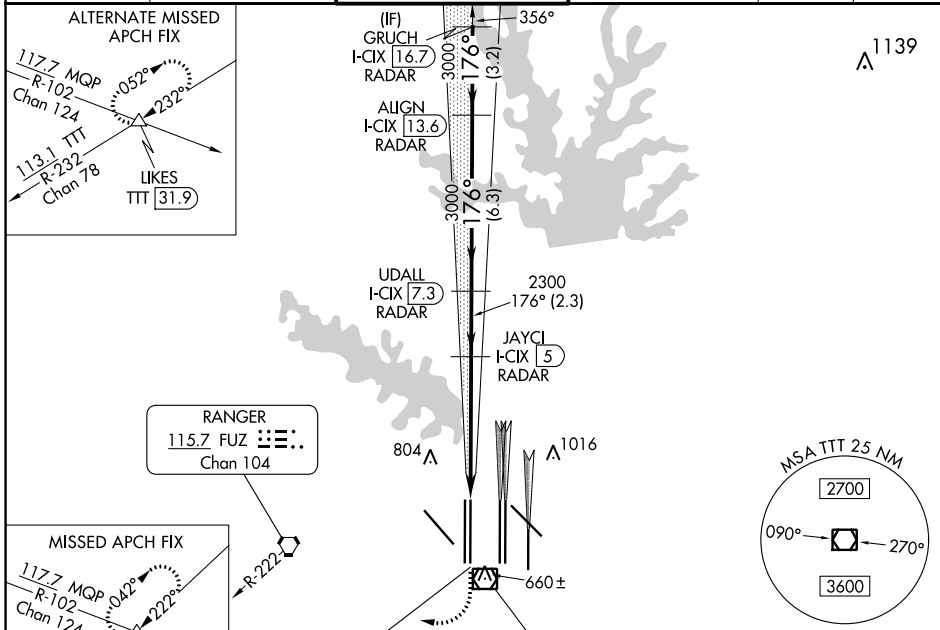 ALTERNATE MISSED
APCH FIX
117.7 MQP
R-102
Chan 124
052°
232°
113.1 TTT
R-232
Chan 78
LIKES
TTT 31.9
(IF)
GRUCH
I-CIX 16.7
RADAR
356°
3000
176°
(3.2)
1139
ALIGN
I-CIX 13.6
RADAR
3000
176°
(6.3)
UDALL
I-CIX 7.3
RADAR
2300
176° (2.3)
JAYCI
I-CIX 5
RADAR
RANGER
115.7 FUZ
Chan 104
804
1016
R-222
660±
MSA TTT 25 NM
2700
090°
270°
3600
MISSED APCH FIX
117.7 MQP
R-102
Chan 124
042°
222°